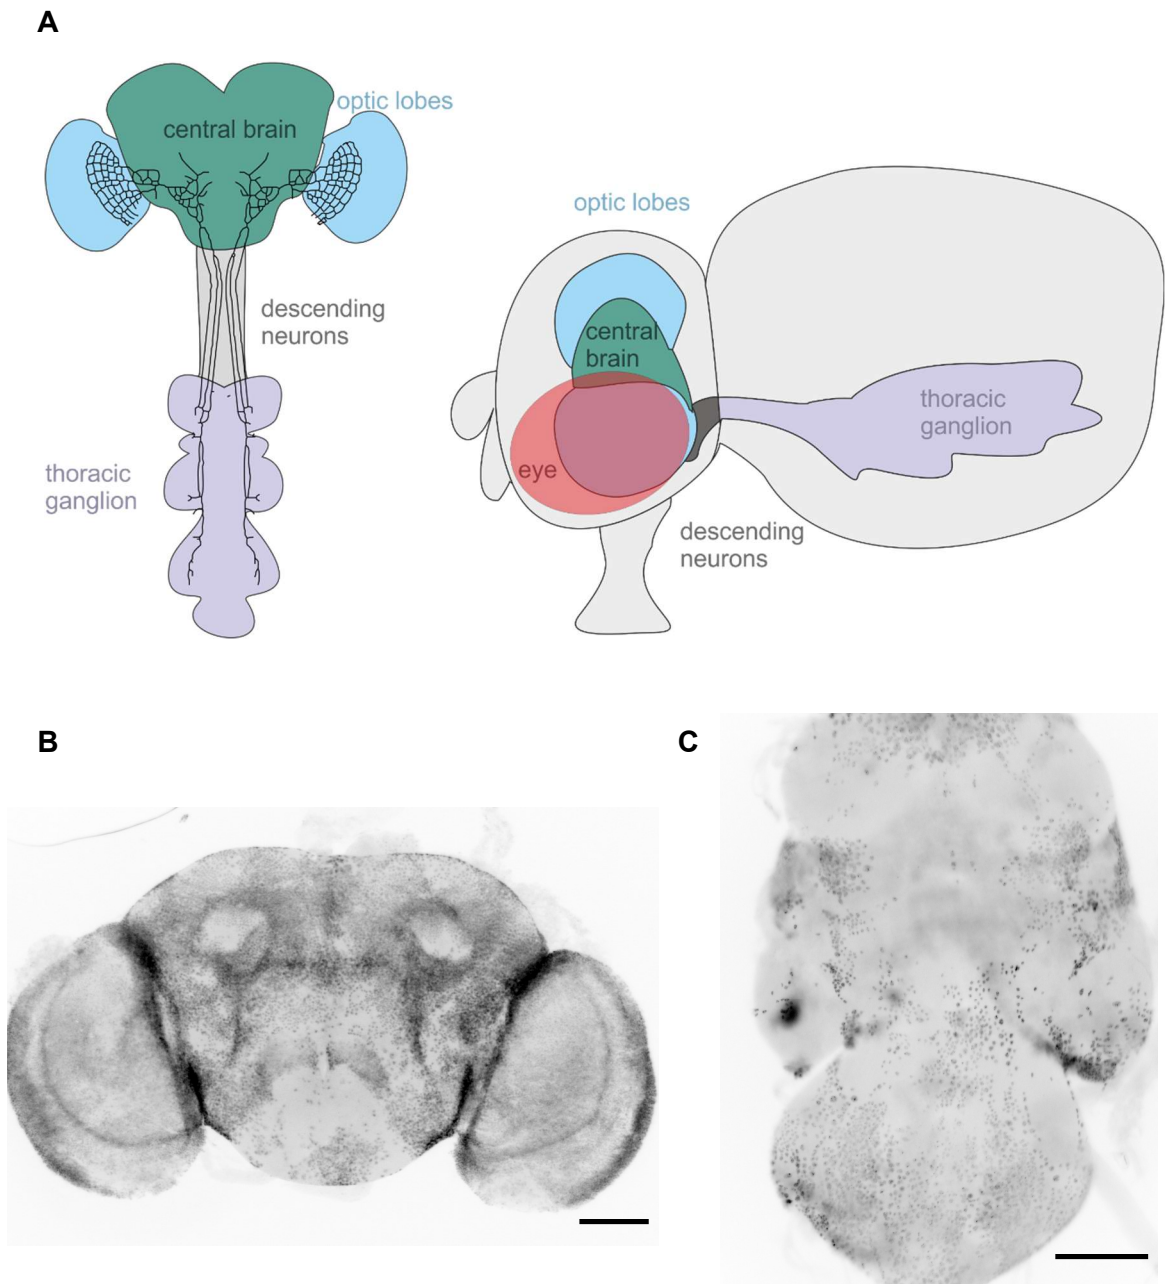 A
optic lobes
central brain
descending
neurons
thoracic
ganglion
optic lobes
central
brain
thoracic
ganglion
eye
descending
neurons
B
C